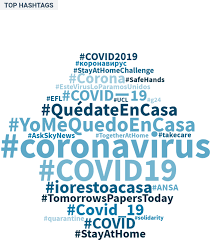 TOP HASHTAGS
#COVID2019
#коронавирус
#StayAtHomeChallenge
#Corona #SafeHands
#EsteVirusLoParamosUnidos
#COVID—19
#EFL #UCL #g24
#QuédateEnCasa
#YoMeQuedoEnCasa
#AskSkyNews #TogetherAtHome #takecare
#coronavirus
#COVID19
#iorestoacasa #ANSA
#TomorrowsPapersToday
#Covid_19
#quarantine #COVID #solidarity
#StayAtHome